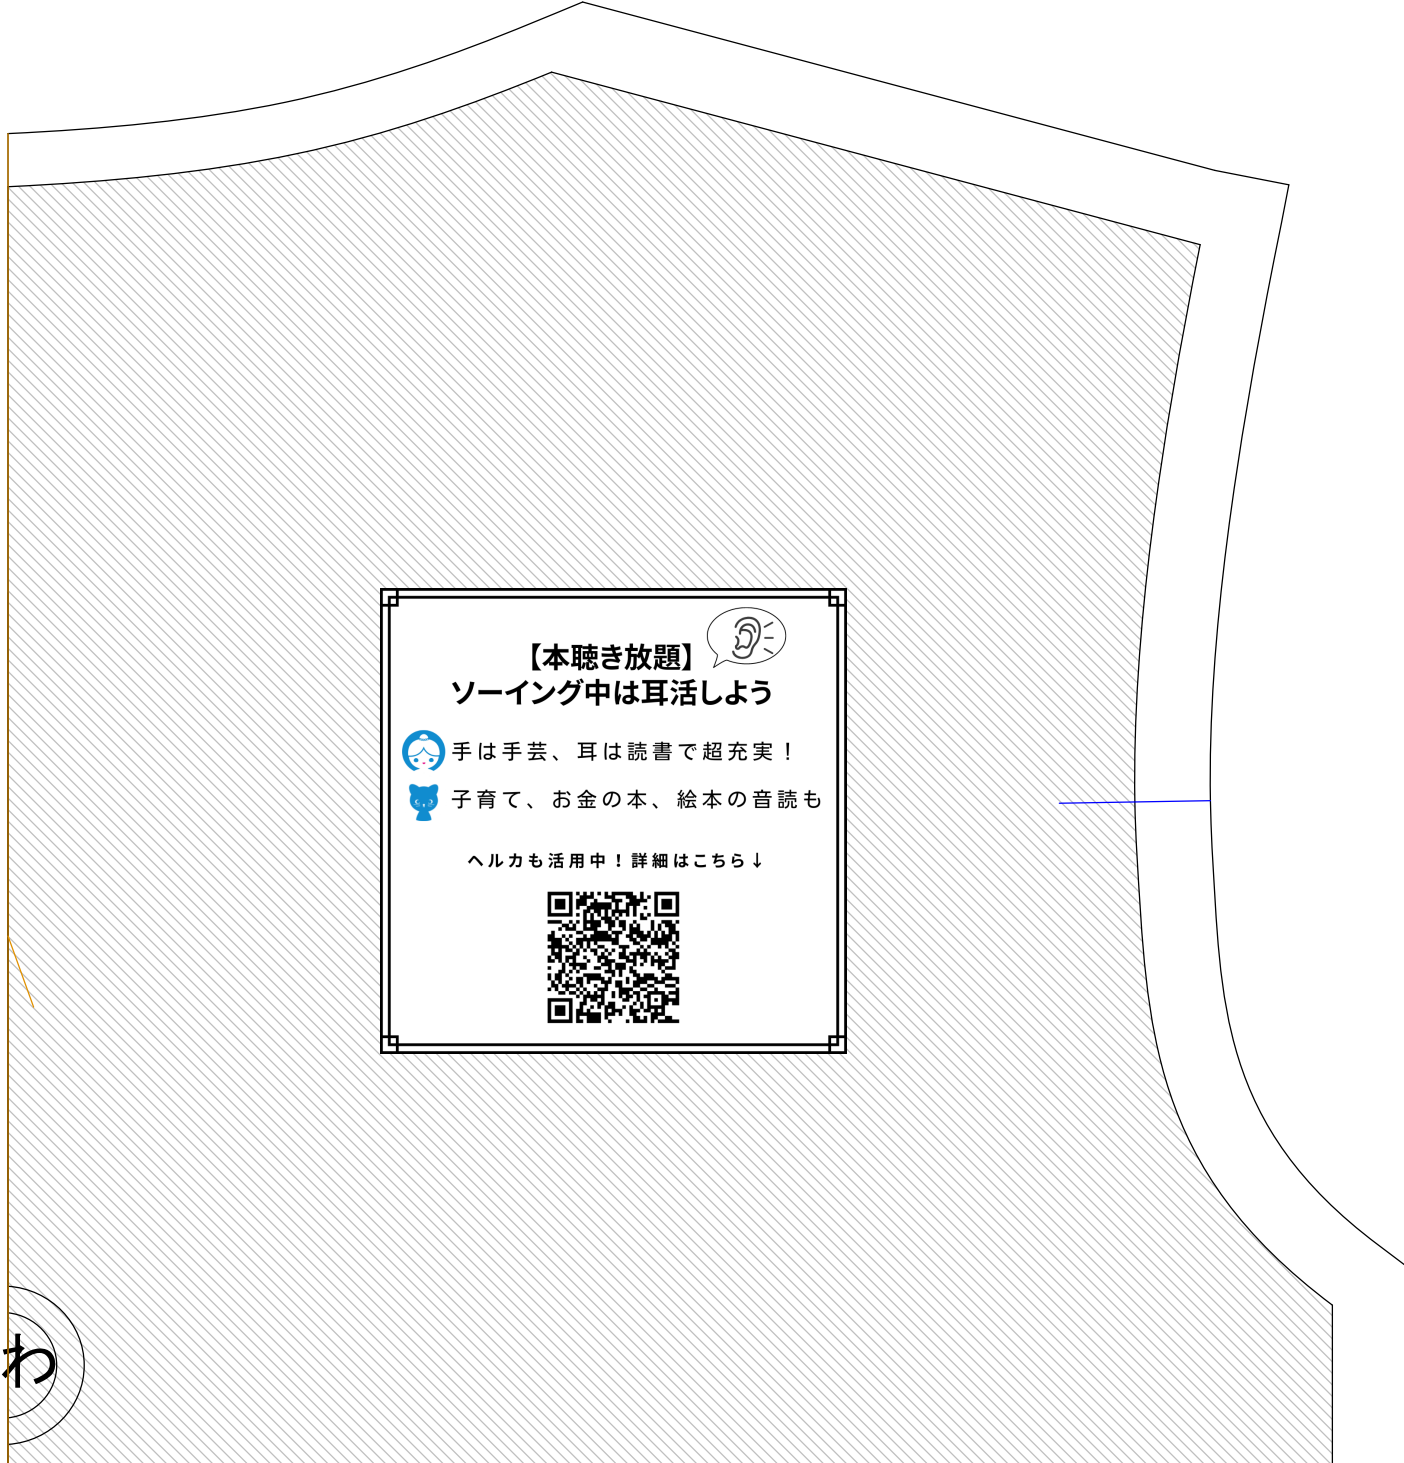 【本聴き放題】
ソーイング中は耳活しよう
手は手芸、耳は読書で超充実！
子育て、お金の本、絵本の音読も
ヘルカも活用中！詳細はこちら↓
わ